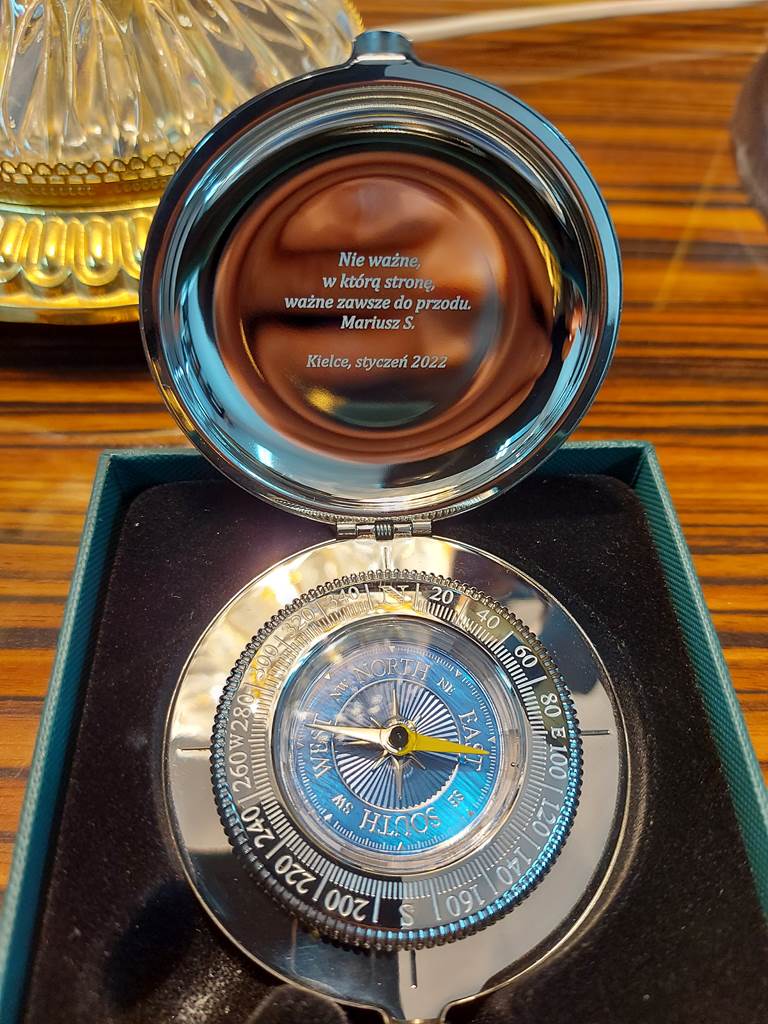 Nie ważne,
w którą stronę,
ważne zawsze do przodu.
Mariusz S.
Kielce, styczeń 2022
N 20 40 60 80 E 100 120 140 160 S 200 220 240 260 W 280 300 320 340
NORTH
NW NE
WEST EAST
SW SE
SOUTH